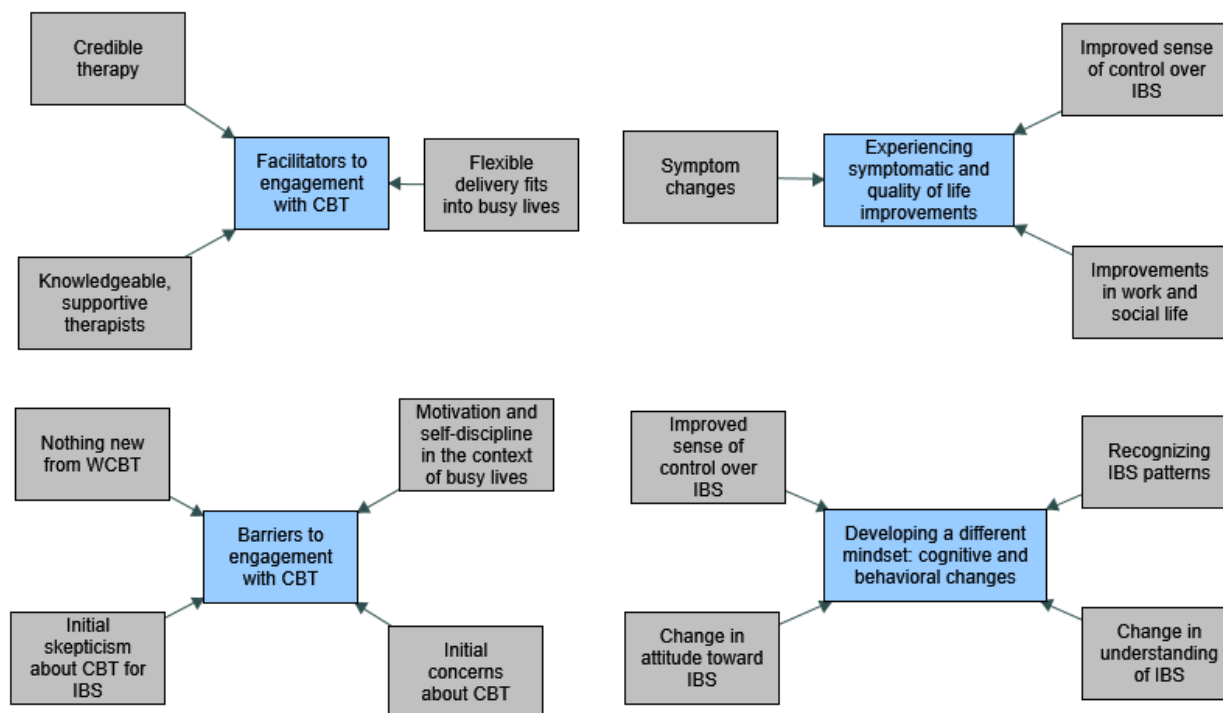 Credible
therapy
Facilitators to
engagement
with CBT
Flexible
delivery fits
into busy lives
Knowledgeable,
supportive
therapists
Improved sense
of control over
IBS
Symptom
changes
Experiencing
symptomatic and
quality of life
improvements
Improvements
in work and
social life
Nothing new
from WCBT
Motivation and
self-discipline
in the context
of busy lives
Barriers to
engagement
with CBT
Initial
skepticism
about CBT for
IBS
Initial
concerns
about CBT
Improved
sense of
control over
IBS
Recognizing
IBS patterns
Developing a different
mindset: cognitive and
behavioral changes
Change in
attitude toward
IBS
Change in
understanding
of IBS